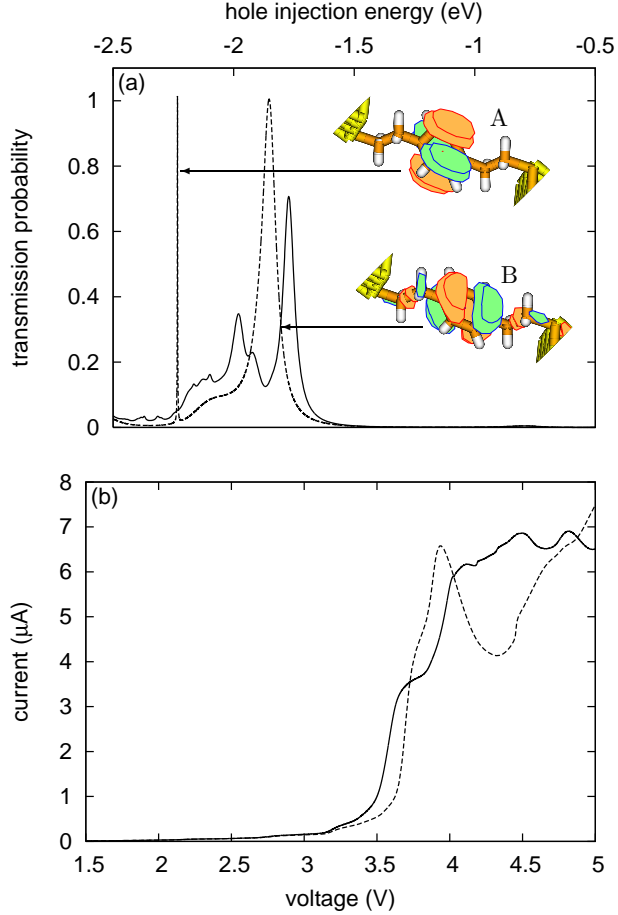 hole injection energy (eV)
-2.5 -2 -1.5 -1 -0.5
(a)
A
B
transmission probability
1
0.8
0.6
0.4
0.2
0
(b)
current (μA)
8
7
6
5
4
3
2
1
0
1.5 2 2.5 3 3.5 4 4.5 5
voltage (V)